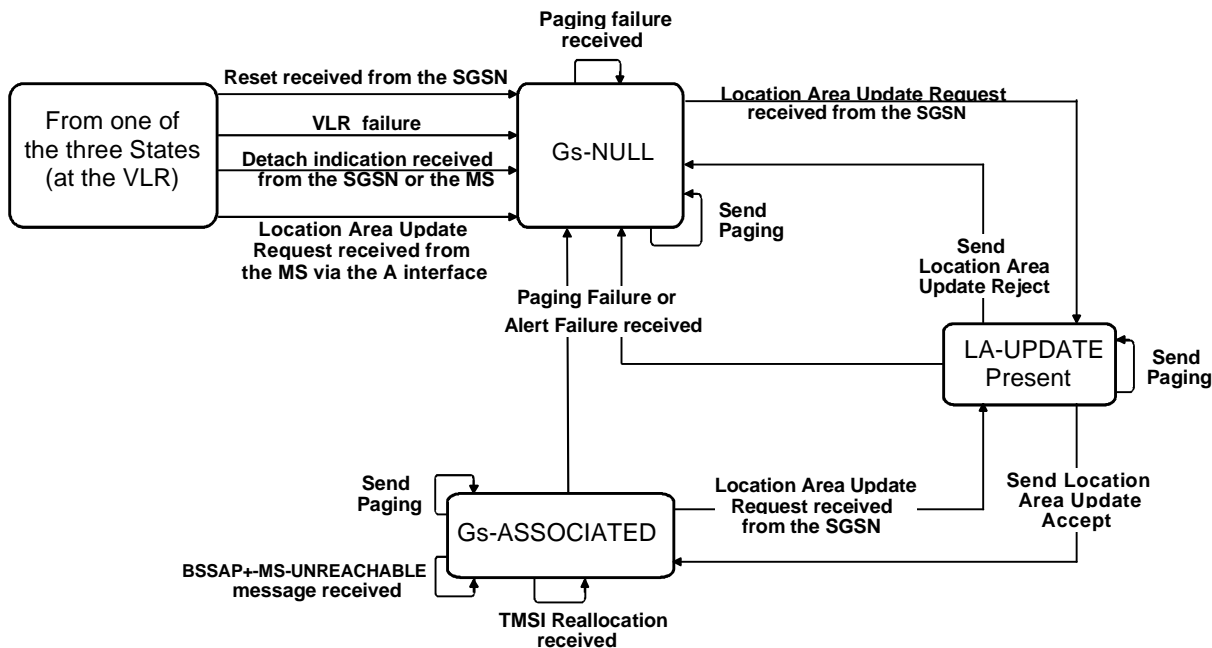 Paging failure
received
Reset received from the SGSN
From one of
the three States
(at the VLR)
VLR failure
Detach indication received
from the SGSN or the MS
Location Area Update
Request received from
the MS via the A interface
Gs-NULL
Location Area Update Request
received from the SGSN
Send
Paging
Send
Location Area
Update Reject
Paging Failure or
Alert Failure received
LA-UPDATE
Present
Send
Paging
Send
Paging
Gs-ASSOCIATED
Location Area Update
Request received
from the SGSN
Send Location
Area Update
Accept
BSSAP+-MS-UNREACHABLE
message received
TMSI Reallocation
received